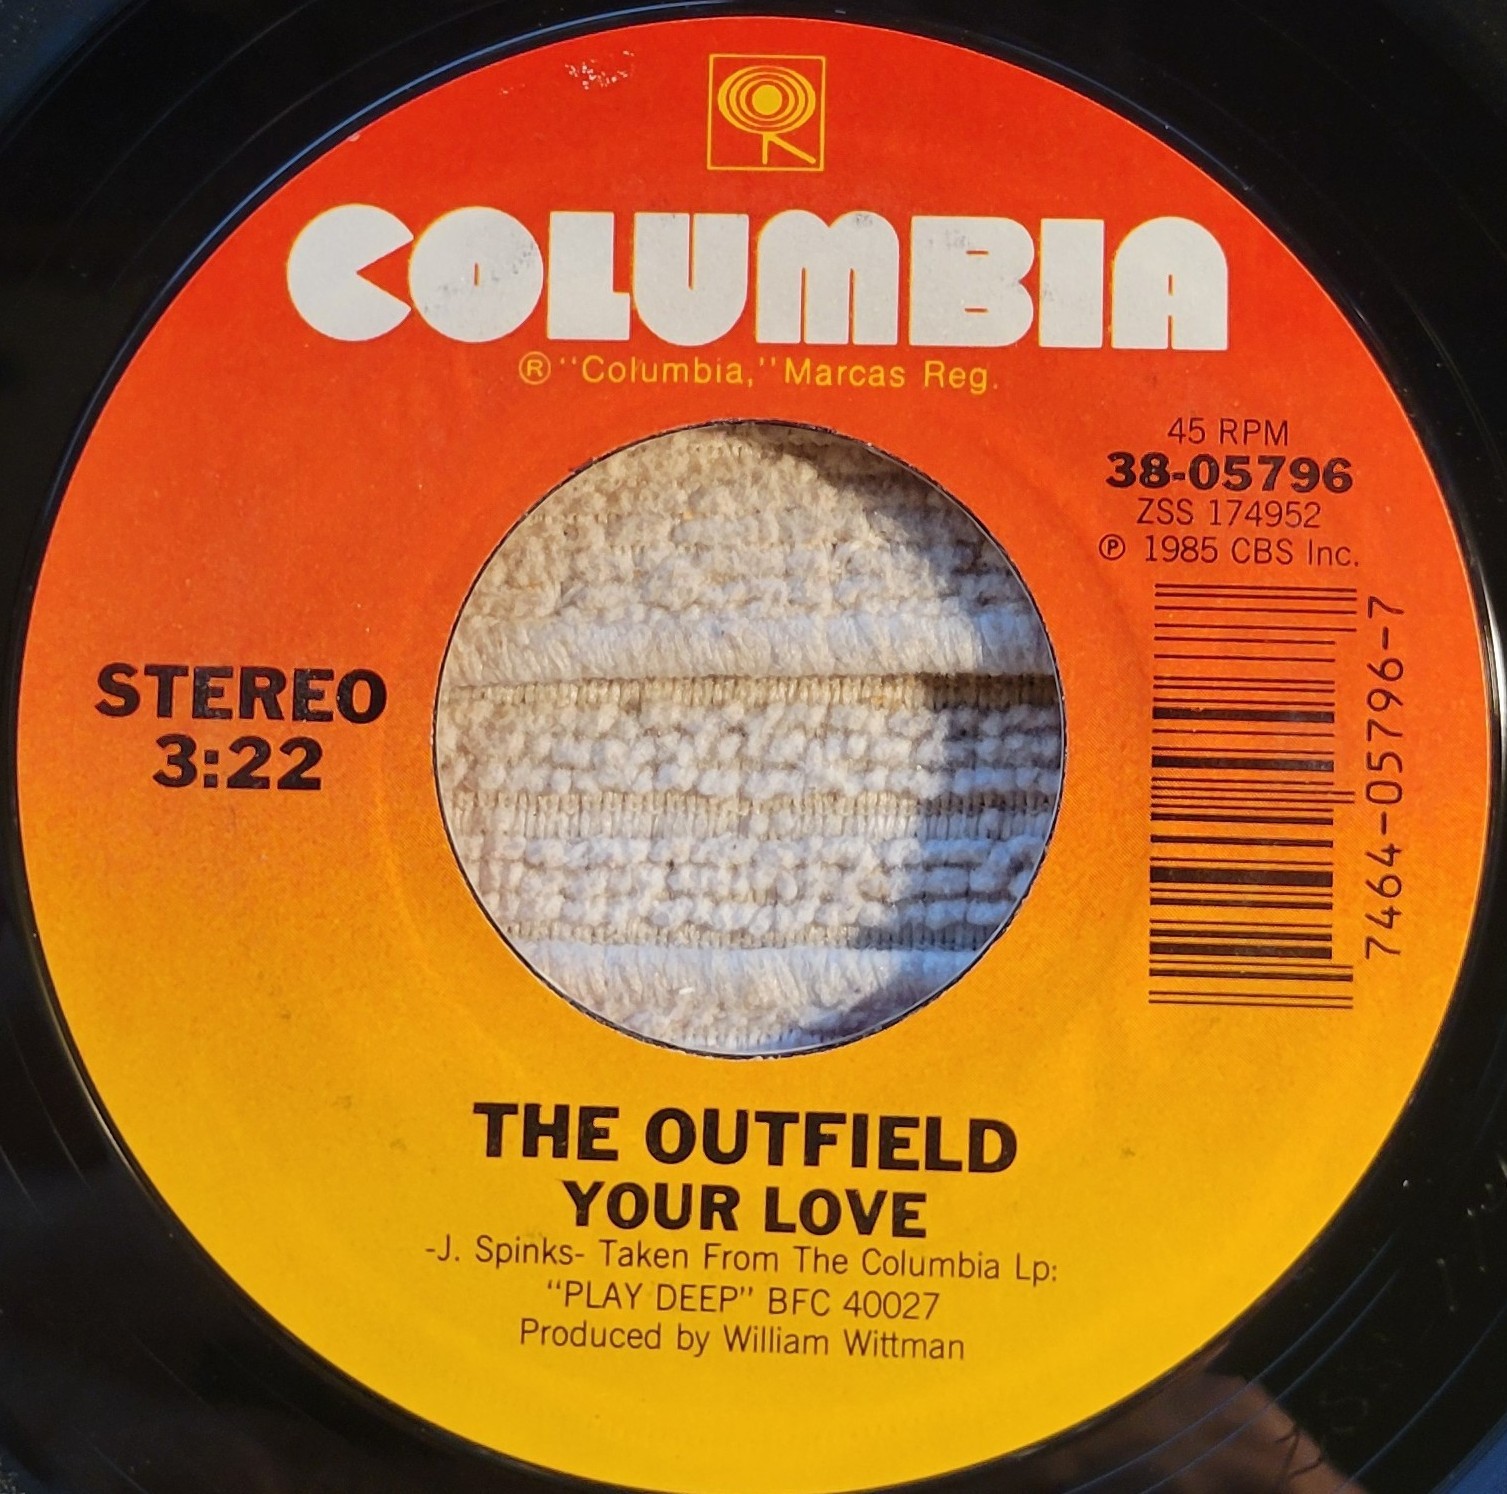 COLUMBIA
® "Columbia," Marcas Reg.
45 RPM
38-05796
ZSS 174952
℗ 1985 CBS Inc.
7464-05796-7
STEREO
3:22
THE OUTFIELD
YOUR LOVE
-J. Spinks- Taken From The Columbia Lp:
"PLAY DEEP" BFC 40027
Produced by William Wittman